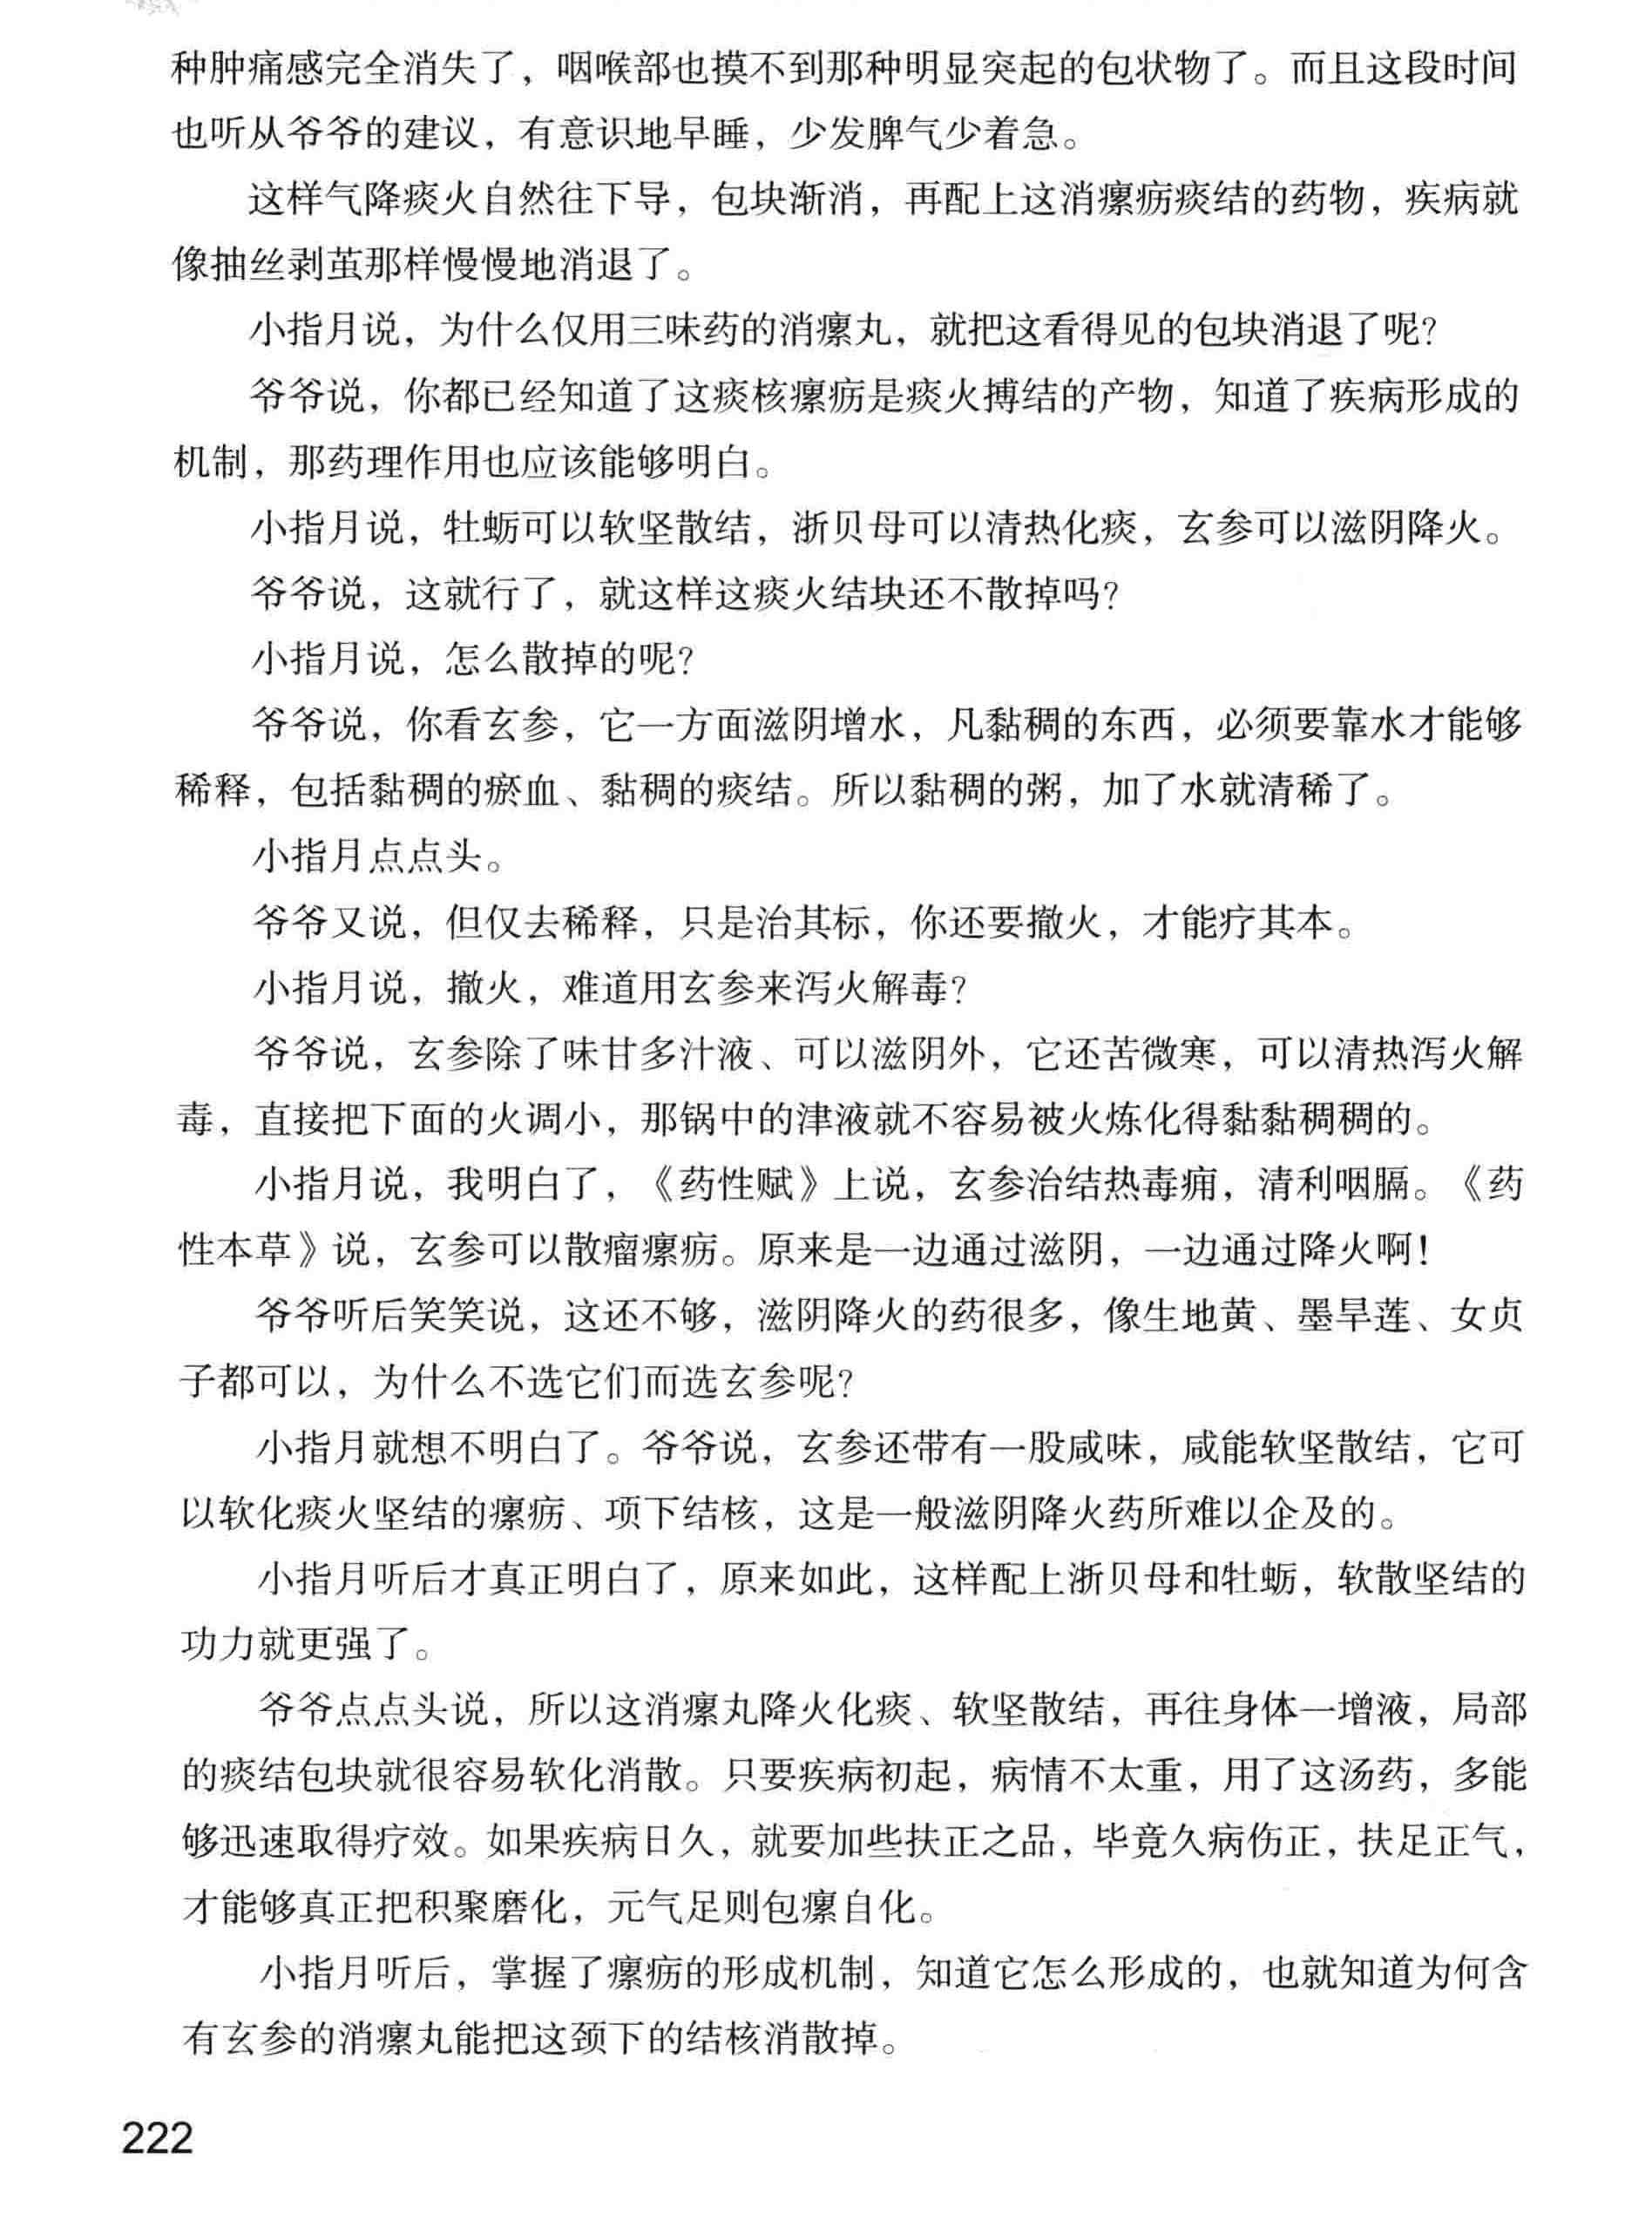 种肿痛感完全消失了，咽喉部也摸不到那种明显突起的包状物了。而且这段时间
也听从爷爷的建议，有意识地早睡，少发脾气少着急。
这样气降痰火自然往下导，包块渐消，再配上这消瘰疬痰结的药物，疾病就
像抽丝剥茧那样慢慢地消退了。
小指月说，为什么仅用三味药的消瘰丸，就把这看得见的包块消退了呢？
爷爷说，你都已经知道了这痰核瘰疬是痰火搏结的产物，知道了疾病形成的
机制，那药理作用也应该能够明白。
小指月说，牡蛎可以软坚散结，浙贝母可以清热化痰，玄参可以滋阴降火。
爷爷说，这就行了，就这样这痰火结块还不散掉吗？
小指月说，怎么散掉的呢？
爷爷说，你看玄参，它一方面滋阴增水，凡黏稠的东西，必须要靠水才能够
稀释，包括黏稠的瘀血、黏稠的痰结。所以黏稠的粥，加了水就清稀了。
小指月点点头。
爷爷又说，但仅去稀释，只是治其标，你还要撤火，才能疗其本。
小指月说，撤火，难道用玄参来泻火解毒？
爷爷说，玄参除了味甘多汁液、可以滋阴外，它还苦微寒，可以清热泻火解
毒，直接把下面的火调小，那锅中的津液就不容易被火炼化得黏黏稠稠的。
小指月说，我明白了，《药性赋》上说，玄参治结热毒痈，清利咽膈。《药
性本草》说，玄参可以散瘤瘰疬。原来是一边通过滋阴，一边通过降火啊！
爷爷听后笑笑说，这还不够，滋阴降火的药很多，像生地黄、墨旱莲、女贞
子都可以，为什么不选它们而选玄参呢？
小指月就想不明白了。爷爷说，玄参还带有一股咸味，咸能软坚散结，它可
以软化痰火坚结的瘰疬、项下结核，这是一般滋阴降火药所难以企及的。
小指月听后才真正明白了，原来如此，这样配上浙贝母和牡蛎，软散坚结的
功力就更强了。
爷爷点点头说，所以这消瘰丸降火化痰、软坚散结，再往身体一增液，局部
的痰结包块就很容易软化消散。只要疾病初起，病情不太重，用了这汤药，多能
够迅速取得疗效。如果疾病日久，就要加些扶正之品，毕竟久病伤正，扶足正气，
才能够真正把积聚磨化，元气足则包瘰自化。
小指月听后，掌握了瘰疬的形成机制，知道它怎么形成的，也就知道为何含
有玄参的消瘰丸能把这颈下的结核消散掉。
222